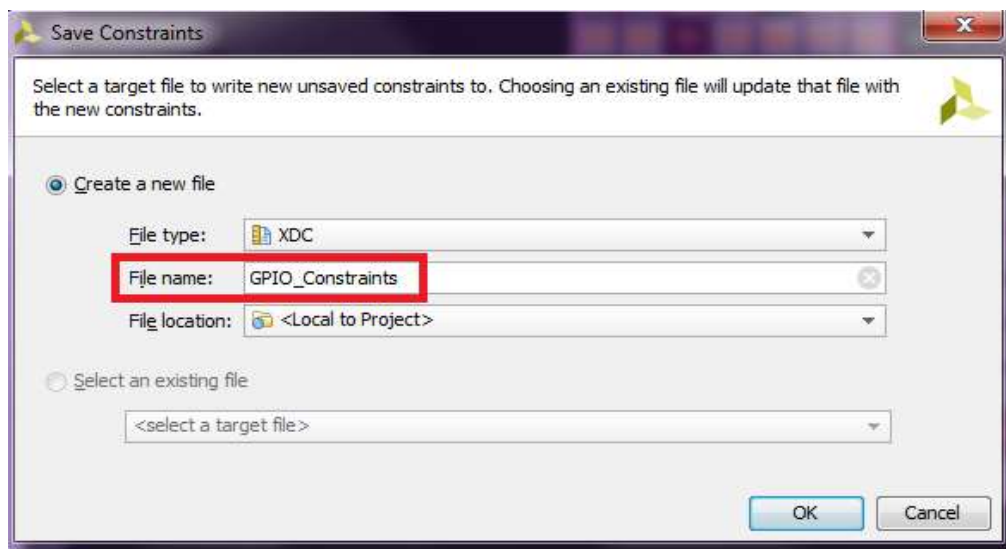 Save Constraints
Select a target file to write new unsaved constraints to. Choosing an existing file will update that file with
the new constraints.
Create a new file
File type: XDC
File name: GPIO_Constraints
File location: <Local to Project>
Select an existing file
<select a target file>
OK Cancel